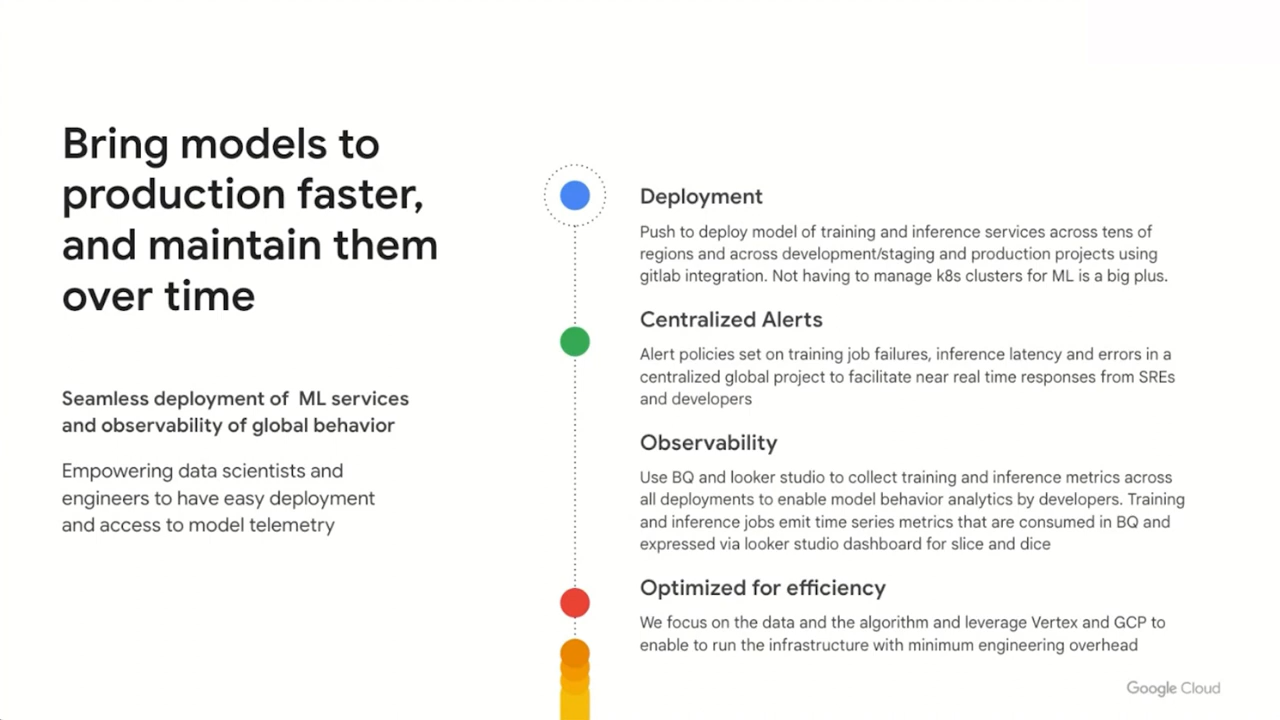 Bring models to
production faster,
and maintain them
over time
Seamless deployment of  ML services
and observability of global behavior
Empowering data scientists and
engineers to have easy deployment
and access to model telemetry
Deployment
Push to deploy model of training and inference services across tens of
regions and across development/staging and production projects using
gitlab integration. Not having to manage k8s clusters for ML is a big plus.
Centralized Alerts
Alert policies set on training job failures, inference latency and errors in a
centralized global project to facilitate near real time responses from SREs
and developers
Observability
Use BQ and looker studio to collect training and inference metrics across
all deployments to enable model behavior analytics by developers. Training
and inference jobs emit time series metrics that are consumed in BQ and
expressed via looker studio dashboard for slice and dice
Optimized for efficiency
We focus on the data and the algorithm and leverage Vertex and GCP to
enable to run the infrastructure with minimum engineering overhead
Google Cloud